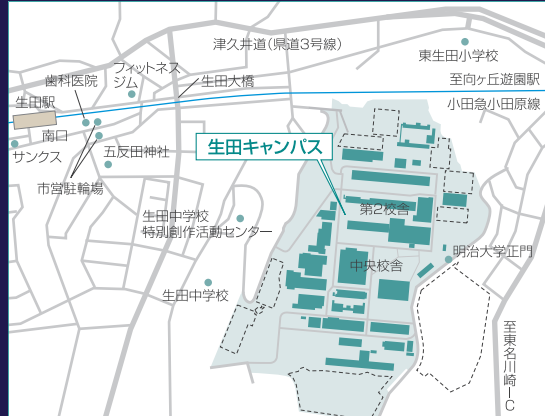 津久井道（県道3号線）
東生田小学校
フィットネス
ジム
生田大橋
至向ヶ丘遊園駅
歯科医院
生田駅
小田急小田原線
南口
サンクス
五反田神社
生田キャンパス
市営駐輪場
第2校舎
生田中学校
特別創作活動センター
明治大学正門
中央校舎
生田中学校
至東名川崎IC